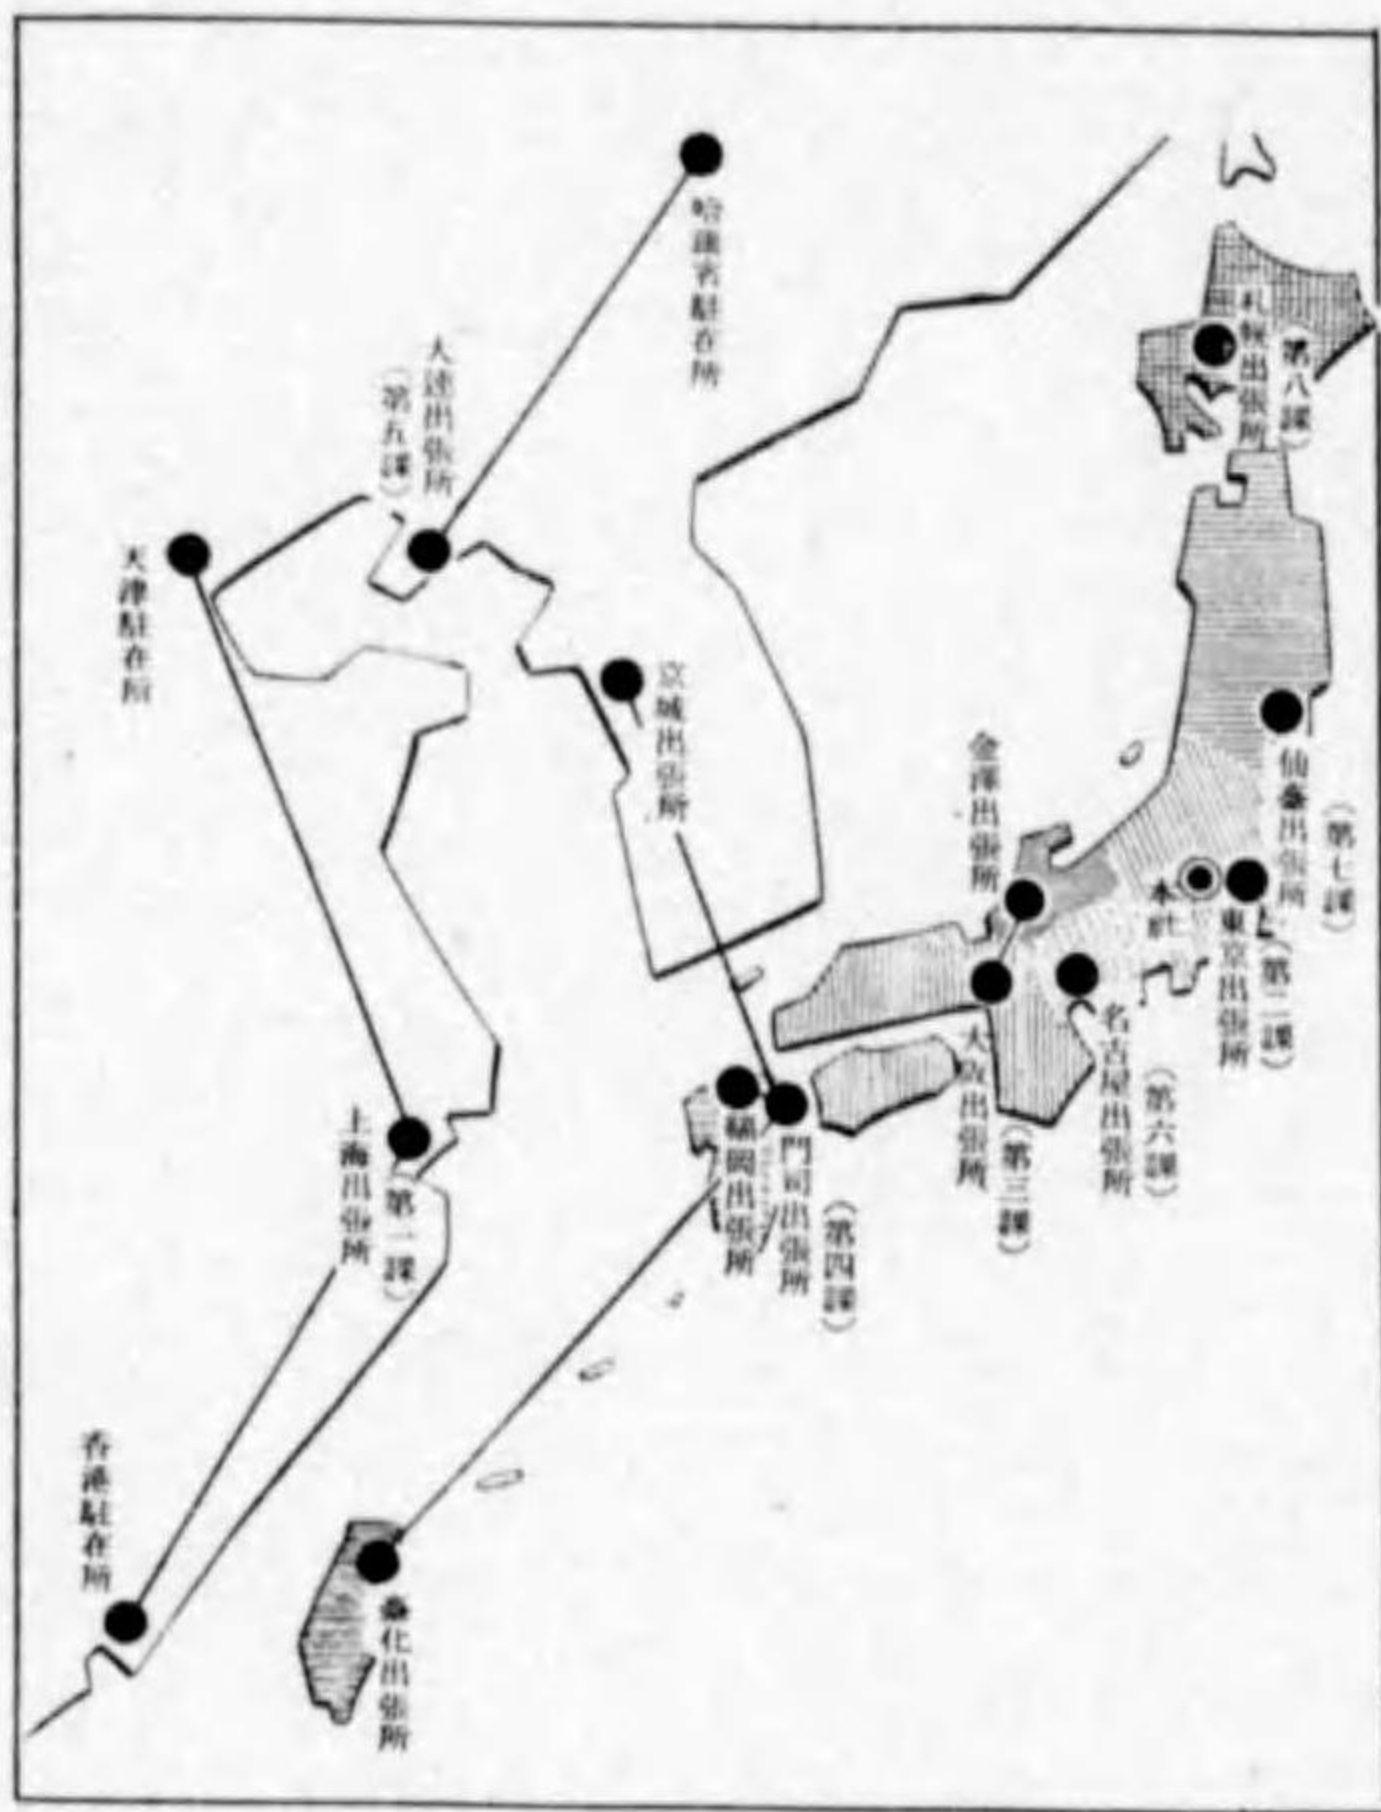 札幌出張所
（第八課）
哈爾賓駐在所
大連出張所
（第五課）
天津駐在所
京城出張所
仙臺出張所
（第七課）
金澤出張所
本社
東京出張所
（第二課）
名古屋出張所
（第六課）
大阪出張所
（第三課）
福岡出張所
門司出張所
（第四課）
上海出張所
（第一課）
香港駐在所
臺北出張所